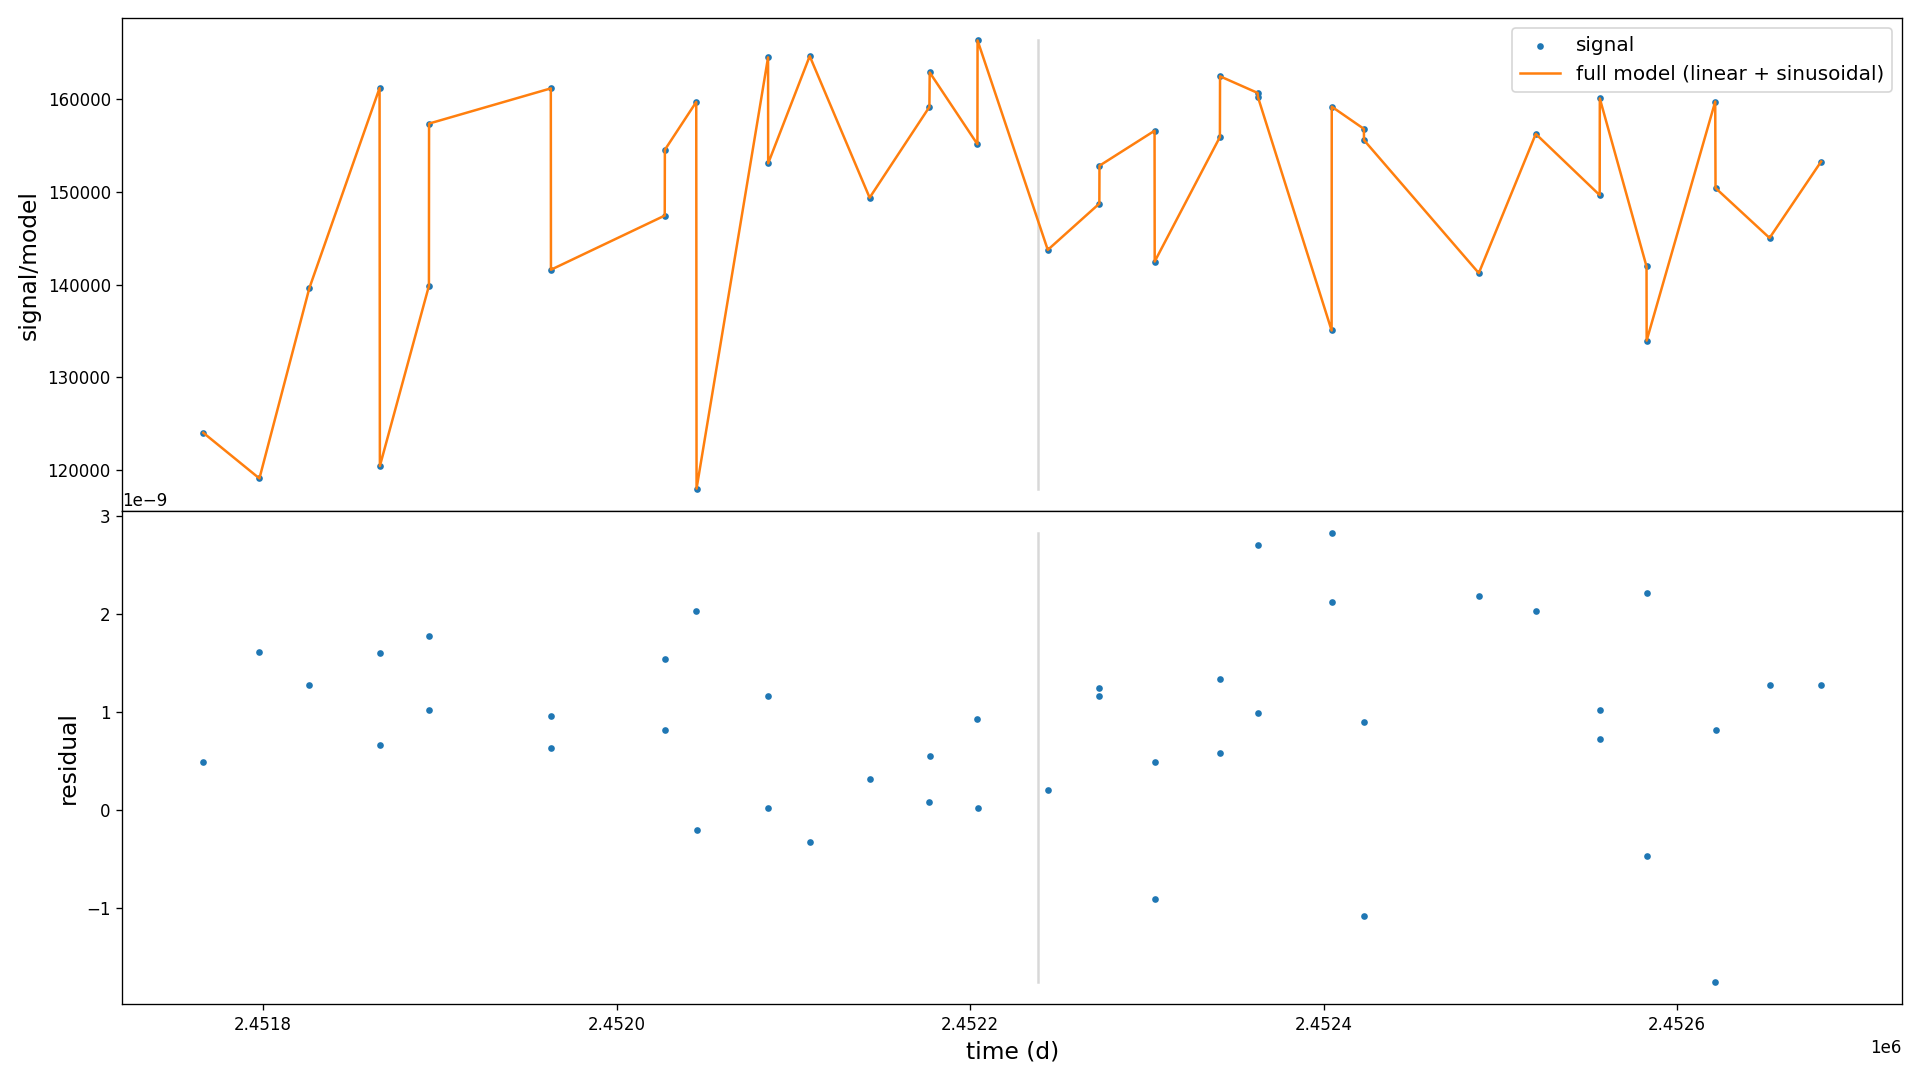 signal
full model (linear + sinusoidal)
160000
150000
140000
130000
120000
signal/model
1e−9
3
2
1
0
−1
residual
2.4518
2.4520
2.4522
2.4524
2.4526
1e6
time (d)